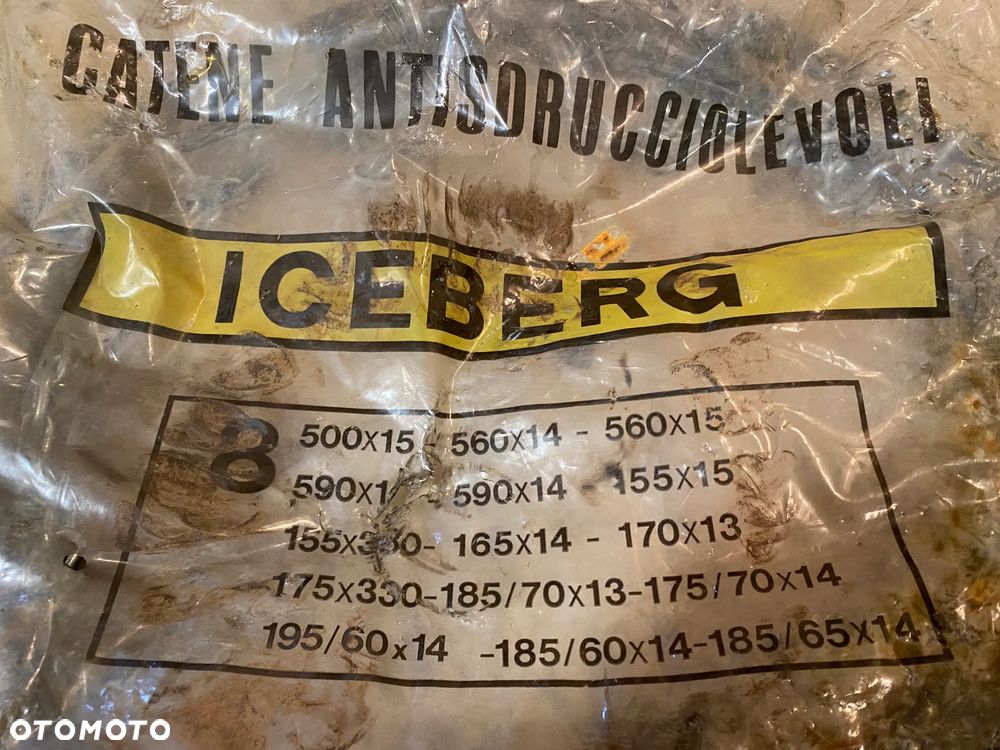 CATENE ANTISDRUCCIOLEVOLI
ICEBERG
8 500x15 - 560x14 - 560x15
590x14 - 155x15
155x330- 165x14 - 170x13
175x330-185/70x13-175/70x14
195/60x14 -185/60x14-185/65x14
OTOMOTO